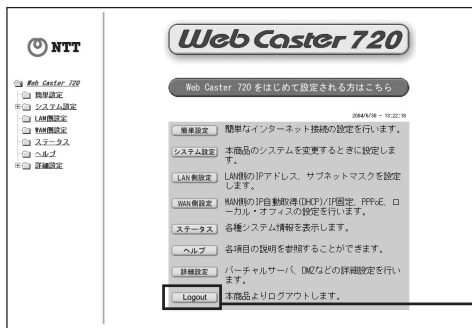 NTT
Web Caster 720
簡単設定
システム設定
LAN側設定
WAN側設定
ステータス
ヘルプ
詳細設定
Web Caster 720
Web Caster 720 をはじめて設定される方はこちら
2004/6/30 - 13:22:18
簡単設定 簡単なインターネット接続の設定を行います。
システム設定 本商品のシステムを変更するときに設定しま
す。
LAN側設定 LAN側のIPアドレス、サブネットマスクを設定
します。
WAN側設定 WAN側のIP自動取得(DHCP)/IP固定、PPPoE、ロ
ーカル・オフィスの設定を行います。
ステータス 各種システム情報を表示します。
ヘルプ 各項目の説明を参照することができます。
詳細設定 バーチャルサーバ、DMZなどの詳細設定を行い
ます。
Logout 本商品よりログアウトします。